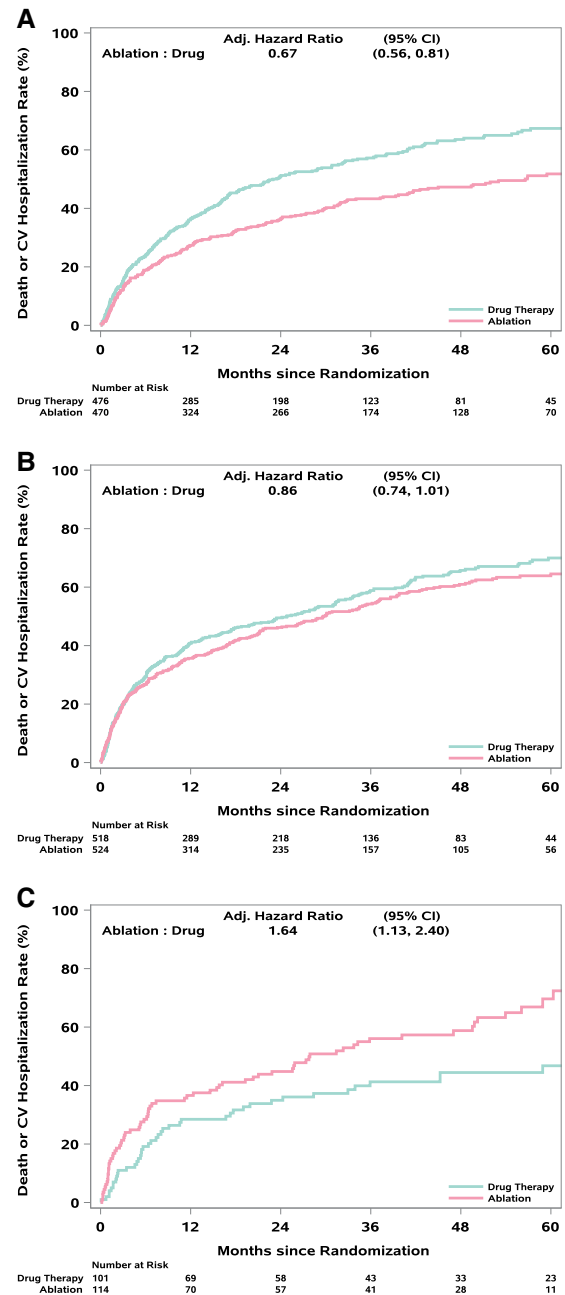 A
Adj. Hazard Ratio (95% CI)
Ablation : Drug 0.67 (0.56, 0.81)
Death or CV Hospitalization Rate (%)
100
80
60
40
20
0
Drug Therapy
Ablation
0 12 24 36 48 60
Months since Randomization
Number at Risk
Drug Therapy 476 285 198 123 81 45
Ablation 470 324 266 174 128 70
B
Adj. Hazard Ratio (95% CI)
Ablation : Drug 0.86 (0.74, 1.01)
Death or CV Hospitalization Rate (%)
100
80
60
40
20
0
Drug Therapy
Ablation
0 12 24 36 48 60
Months since Randomization
Number at Risk
Drug Therapy 518 289 218 136 83 44
Ablation 524 314 235 157 105 56
C
Adj. Hazard Ratio (95% CI)
Ablation : Drug 1.64 (1.13, 2.40)
Death or CV Hospitalization Rate (%)
100
80
60
40
20
0
Drug Therapy
Ablation
0 12 24 36 48 60
Months since Randomization
Number at Risk
Drug Therapy 101 69 58 43 33 23
Ablation 114 70 57 41 28 11